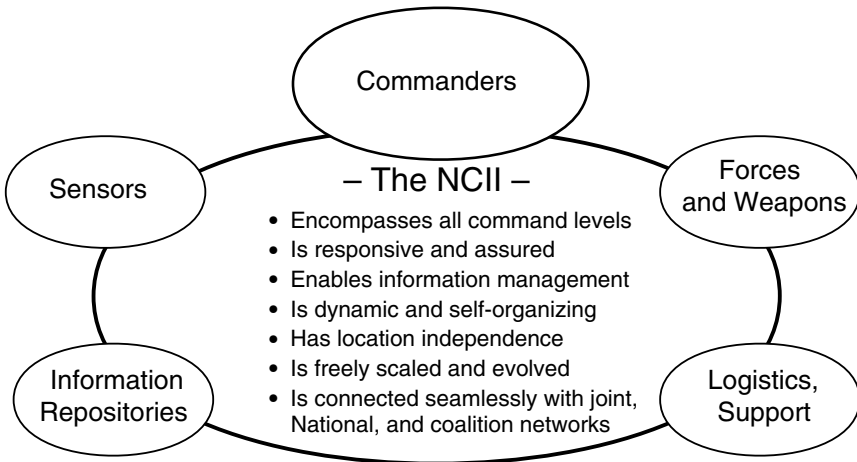 Commanders
Sensors
Forces
and Weapons
– The NCII –
• Encompasses all command levels
• Is responsive and assured
• Enables information management
• Is dynamic and self-organizing
• Has location independence
• Is freely scaled and evolved
• Is connected seamlessly with joint,
National, and coalition networks
Information
Repositories
Logistics,
Support